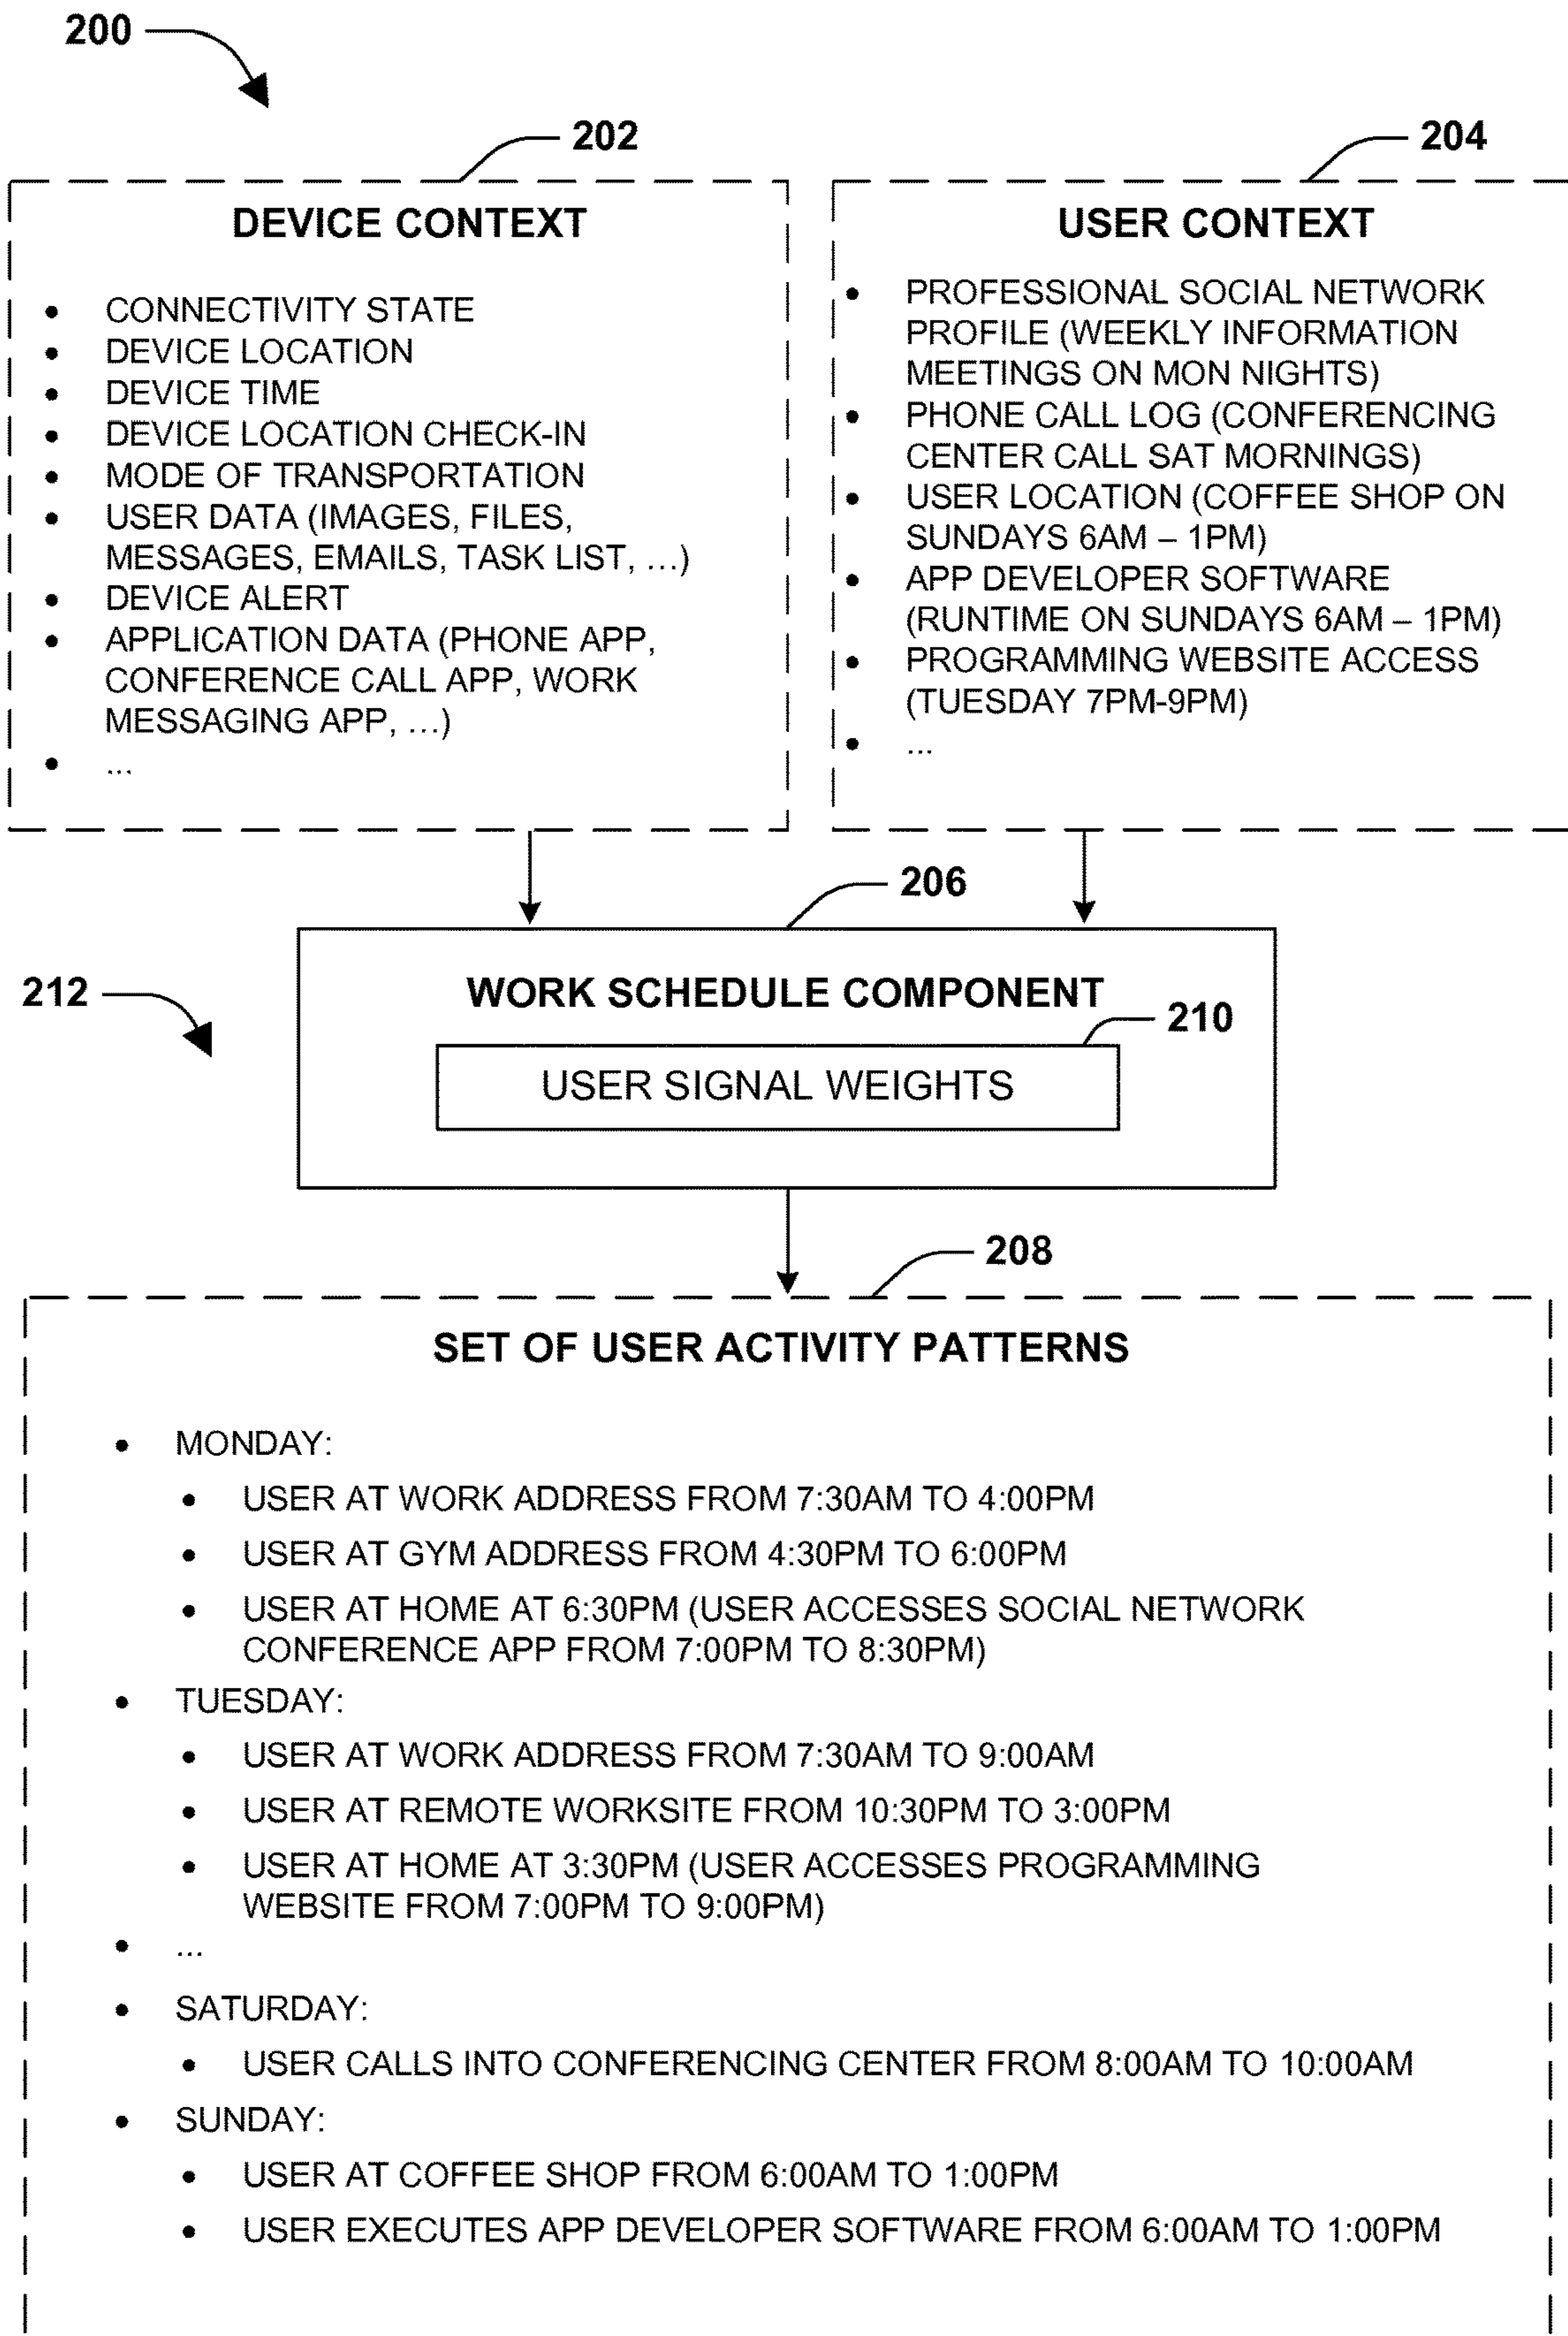 200
202
DEVICE CONTEXT
• CONNECTIVITY STATE
• DEVICE LOCATION
• DEVICE TIME
• DEVICE LOCATION CHECK-IN
• MODE OF TRANSPORTATION
• USER DATA (IMAGES, FILES,
MESSAGES, EMAILS, TASK LIST, ...)
• DEVICE ALERT
• APPLICATION DATA (PHONE APP,
CONFERENCE CALL APP, WORK
MESSAGING APP, ...)
• ...
204
USER CONTEXT
• PROFESSIONAL SOCIAL NETWORK
PROFILE (WEEKLY INFORMATION
MEETINGS ON MON NIGHTS)
• PHONE CALL LOG (CONFERENCING
CENTER CALL SAT MORNINGS)
• USER LOCATION (COFFEE SHOP ON
SUNDAYS 6AM – 1PM)
• APP DEVELOPER SOFTWARE
(RUNTIME ON SUNDAYS 6AM – 1PM)
• PROGRAMMING WEBSITE ACCESS
(TUESDAY 7PM-9PM)
• ...
206
212
WORK SCHEDULE COMPONENT
210
USER SIGNAL WEIGHTS
208
SET OF USER ACTIVITY PATTERNS
• MONDAY:
• USER AT WORK ADDRESS FROM 7:30AM TO 4:00PM
• USER AT GYM ADDRESS FROM 4:30PM TO 6:00PM
• USER AT HOME AT 6:30PM (USER ACCESSES SOCIAL NETWORK
CONFERENCE APP FROM 7:00PM TO 8:30PM)
• TUESDAY:
• USER AT WORK ADDRESS FROM 7:30AM TO 9:00AM
• USER AT REMOTE WORKSITE FROM 10:30PM TO 3:00PM
• USER AT HOME AT 3:30PM (USER ACCESSES PROGRAMMING
WEBSITE FROM 7:00PM TO 9:00PM)
• ...
• SATURDAY:
• USER CALLS INTO CONFERENCING CENTER FROM 8:00AM TO 10:00AM
• SUNDAY:
• USER AT COFFEE SHOP FROM 6:00AM TO 1:00PM
• USER EXECUTES APP DEVELOPER SOFTWARE FROM 6:00AM TO 1:00PM